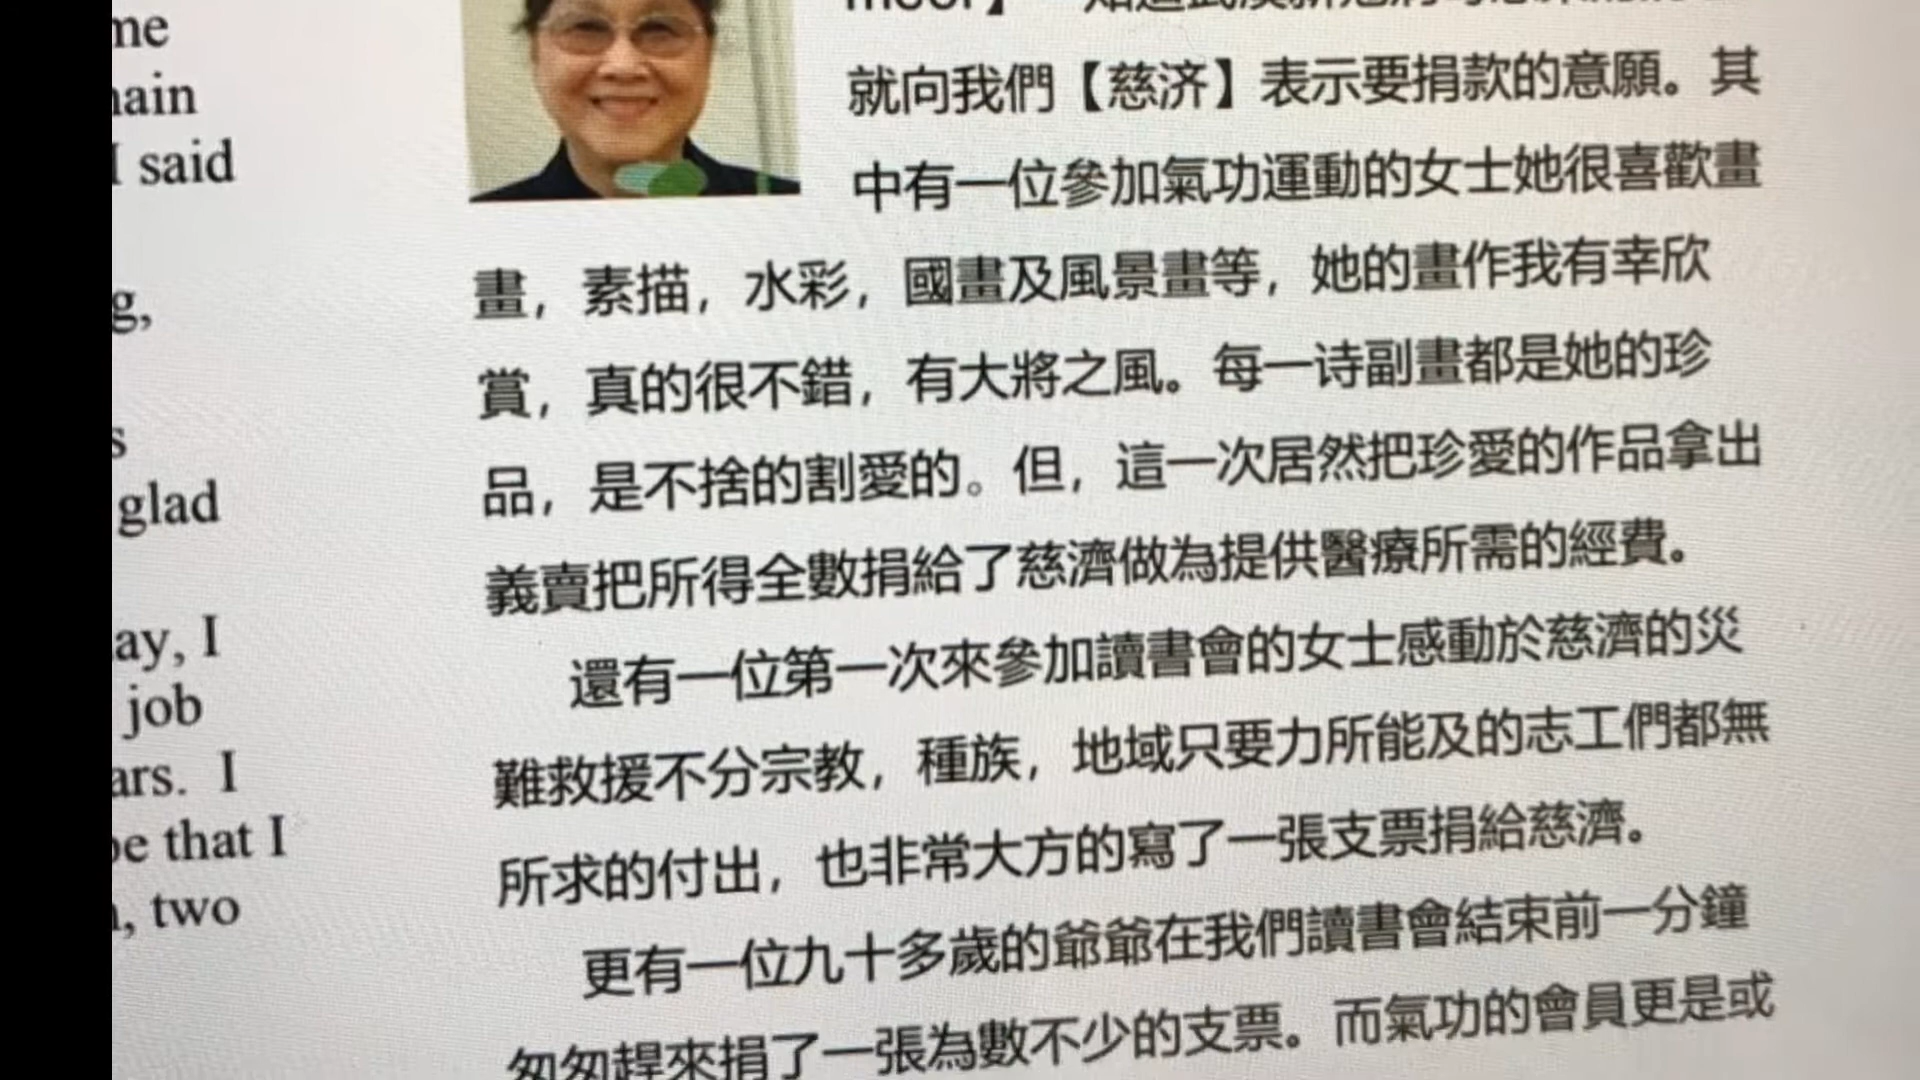 me
ain
I said
g,
s
glad
ay, I
job
ars. I
be that I
, two
就向我們【慈济】表示要捐款的意願。其
中有一位參加氣功運動的女士她很喜歡畫
畫，素描，水彩，國畫及風景畫等，她的畫作我有幸欣
賞，真的很不錯，有大將之風。每一诗副畫都是她的珍
品，是不捨的割愛的。但，這一次居然把珍愛的作品拿出
義賣把所得全數捐給了慈濟做為提供醫療所需的經費。
還有一位第一次來參加讀書會的女士感動於慈濟的災
難救援不分宗教，種族，地域只要力所能及的志工們都無
所求的付出，也非常大方的寫了一張支票捐給慈濟。
更有一位九十多歲的爺爺在我們讀書會結束前一分鐘
匆匆趕來捐了一張為數不少的支票。而氣功的會員更是或